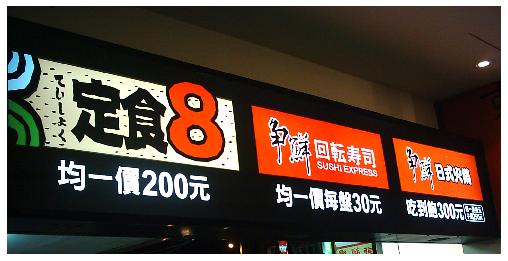 ていしょく
定食8
均一價200元
争鮮 回転寿司
SUSHI EXPRESS
均一價每盤30元
争鮮 日式火鍋
吃到飽300元